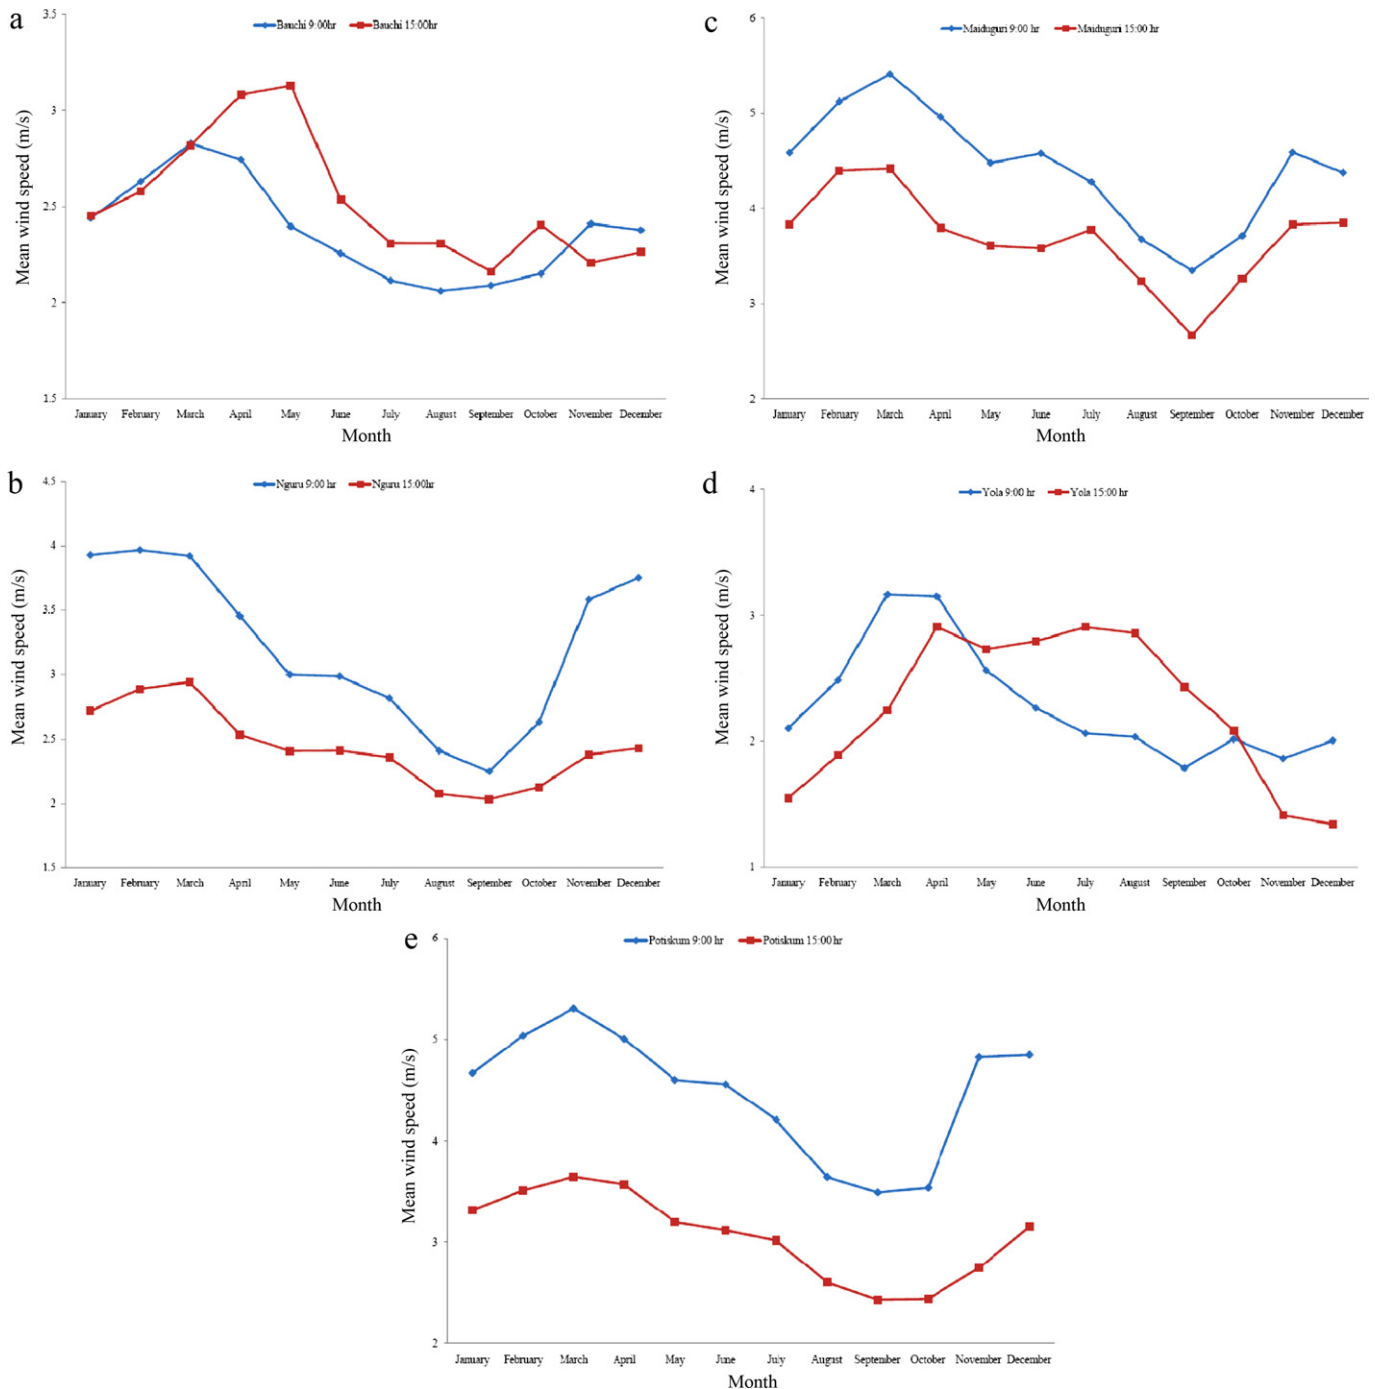 a
Bauchi 9:00hr Bauchi 15:00hr
Mean wind speed (m/s)
3.5
3
2.5
2
1.5
January February March April May June July August September October November December
Month
b
Nguru 9:00 hr Nguru 15:00hr
Mean wind speed (m/s)
4.5
4
3.5
3
2.5
2
1.5
January February March April May June July August September October November December
Month
c
Maiduguri 9:00 hr Maiduguri 15:00 hr
Mean wind speed (m/s)
6
5
4
3
2
January February March April May June July August September October November December
Month
d
Yola 9:00 hr Yola 15:00 hr
Mean wind speed (m/s)
4
3
2
1
January February March April May June July August September October November December
Month
e
Potiskum 9:00 hr Potiskum 15:00 hr
Mean wind speed (m/s)
6
5
4
3
2
January February March April May June July August September October November December
Month